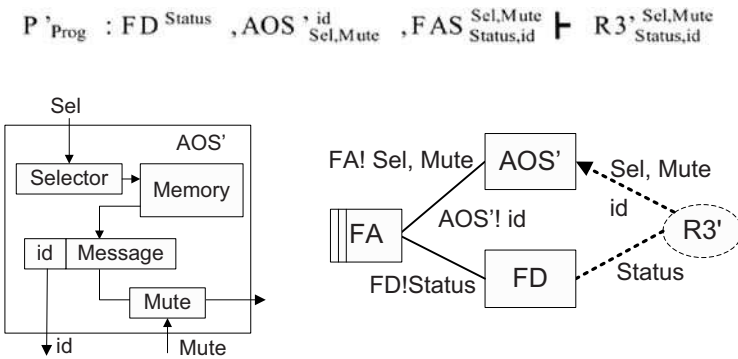 P'Prog : FD Status , AOS' id Sel,Mute , FAS Sel,Mute Status,id ⊢ R3' Sel,Mute Status,id
Sel
AOS'
Selector
Memory
id Message
Mute
id
Mute
FA! Sel, Mute
AOS'
Sel, Mute
AOS'! id
id
FA
R3'
FD!Status
FD
Status